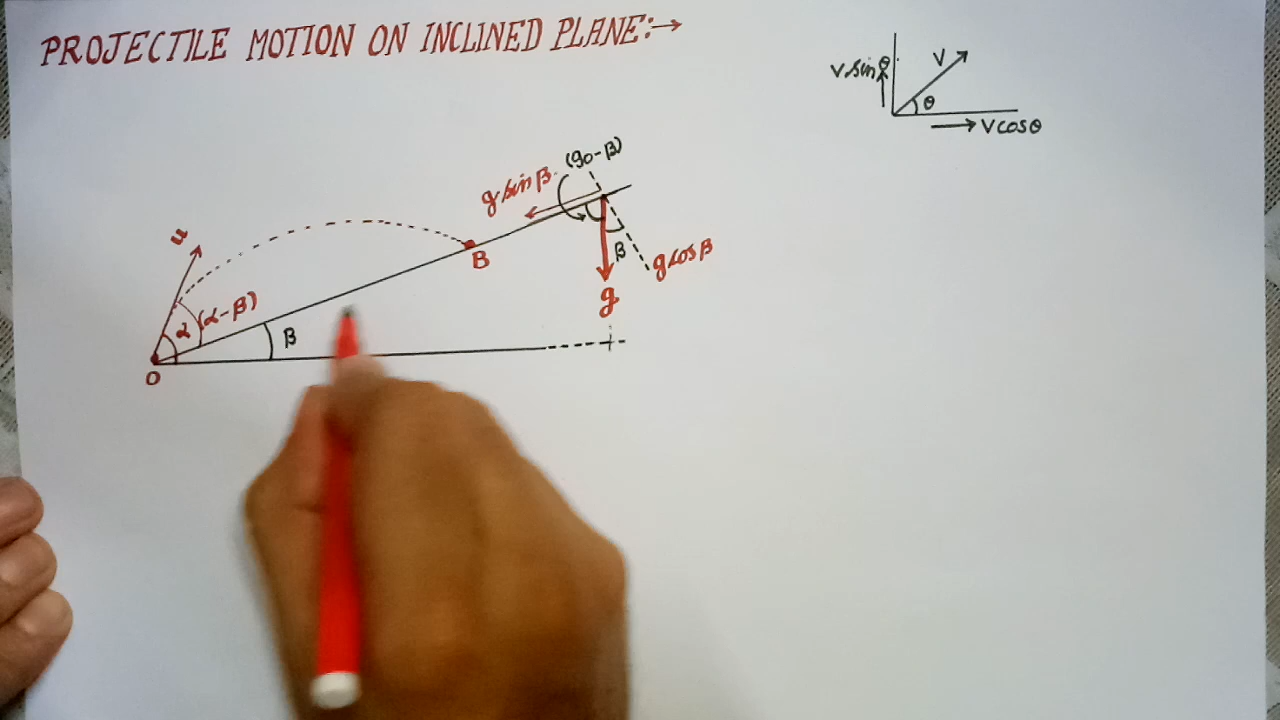 PROJECTILE MOTION ON INCLINED PLANE:→
v sinθ
V
θ
→ V cosθ
(90-β)
g sin β
u
B
β
g cos β
g
α
(α-β)
β
O